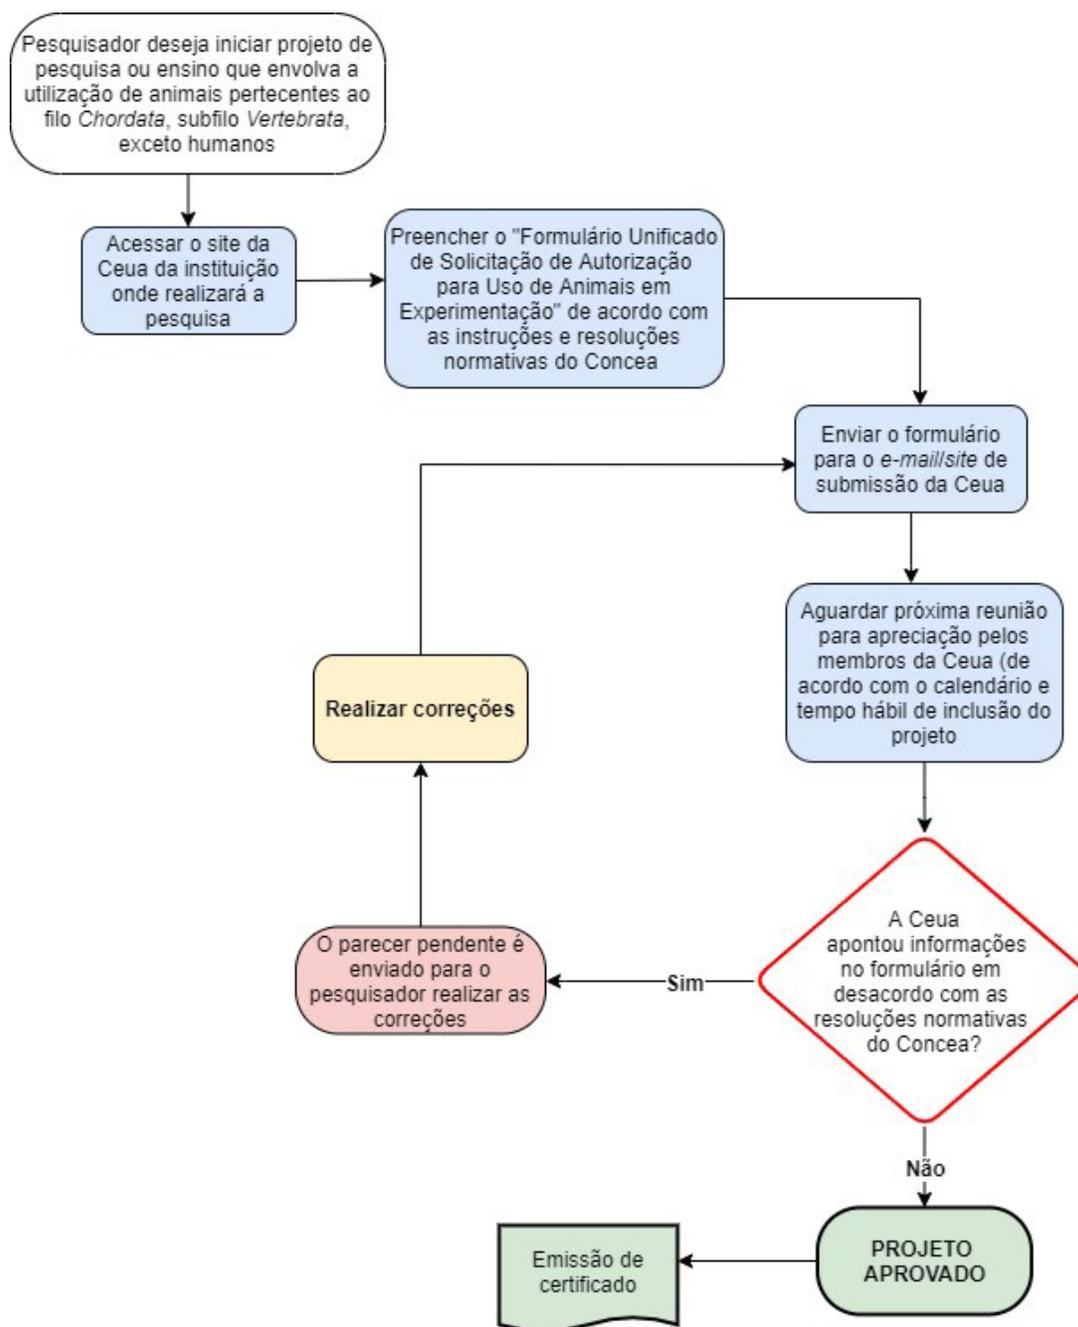 Pesquisador deseja iniciar projeto de
pesquisa ou ensino que envolva a
utilização de animais pertecentes ao
filo Chordata, subfilo Vertebrata,
exceto humanos
Acessar o site da
Ceua da instituição
onde realizará a
pesquisa
Preencher o "Formulário Unificado
de Solicitação de Autorização
para Uso de Animais em
Experimentação" de acordo com
as instruções e resoluções
normativas do Concea
Enviar o formulário
para o e-mail/site de
submissão da Ceua
Aguardar próxima reunião
para apreciação pelos
membros da Ceua (de
acordo com o calendário e
tempo hábil de inclusão do
projeto
A Ceua
apontou informações
no formulário em
desacordo com as
resoluções normativas
do Concea?
Sim
O parecer pendente é
enviado para o
pesquisador realizar as
correções
Realizar correções
Não
PROJETO
APROVADO
Emissão de
certificado